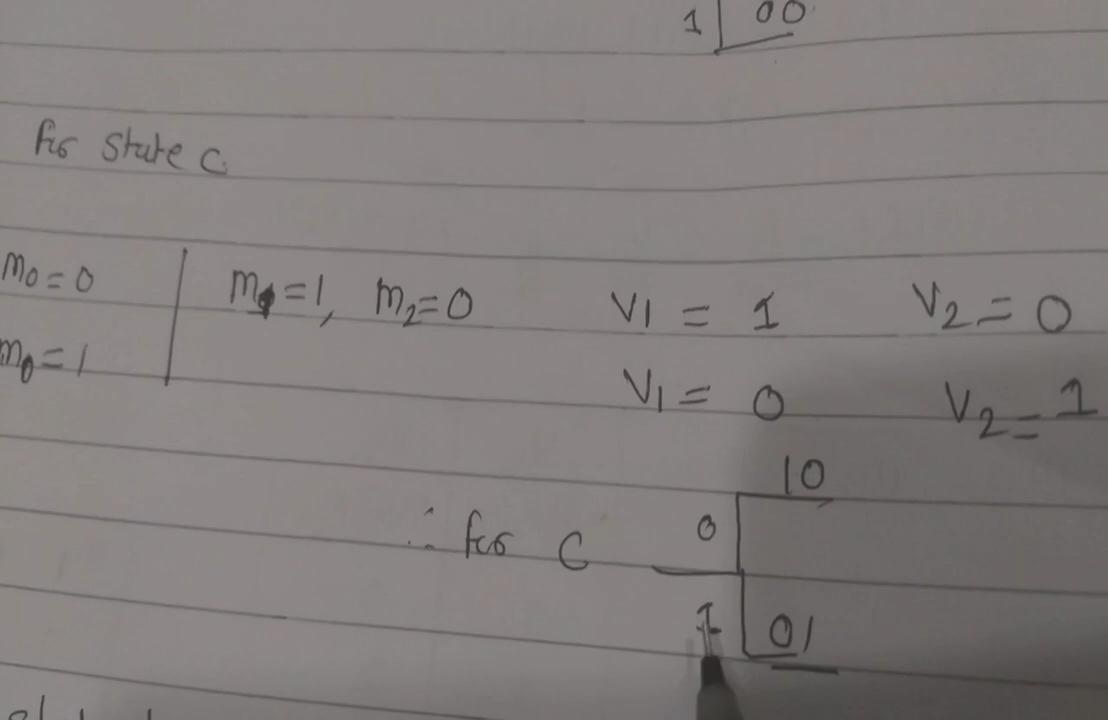 1 00
for state C.
m0 = 0 m1 = 1, m2 = 0 V1 = 1 V2 = 0
m0 = 1 V1 = 0 V2 = 1
10
∴ for C 0
1 01